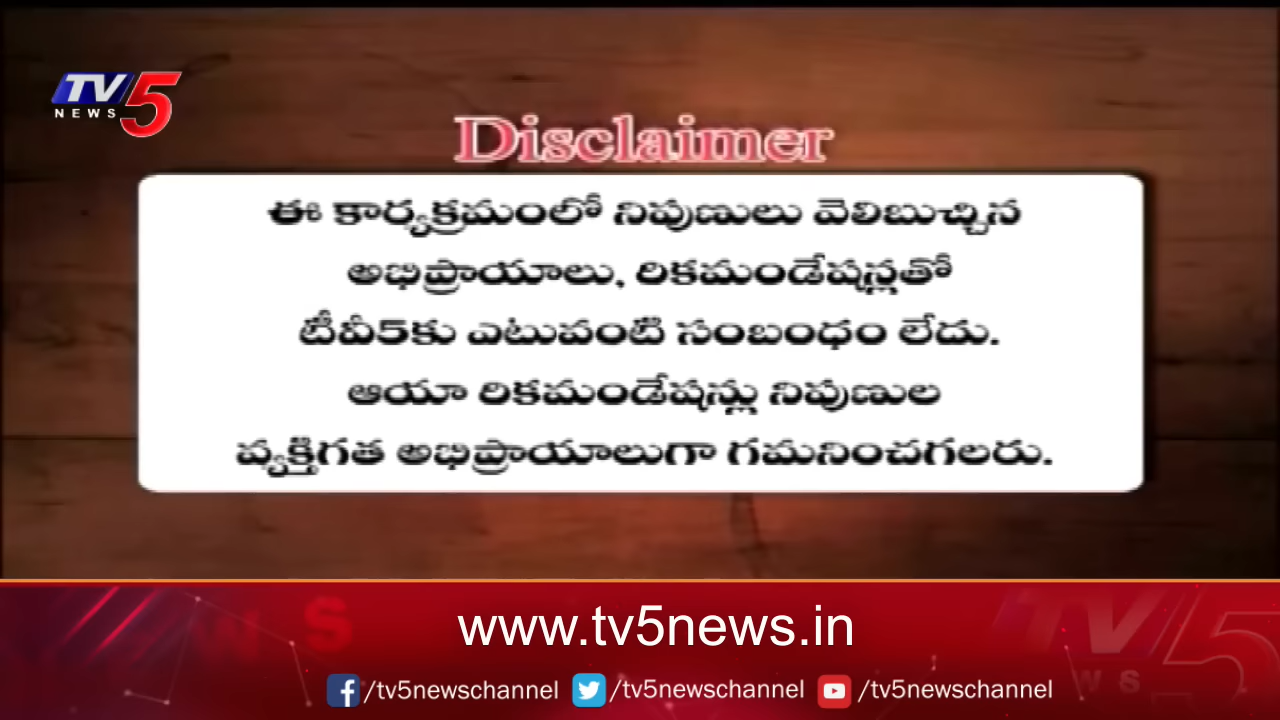 TV5
NEWS
Disclaimer
ఈ కార్యక్రమంలో నిపుణులు వెలిబుచ్చిన
అభిప్రాయాలు, రికమండేషన్లతో
టీవీ5కు ఎటువంటి సంబంధం లేదు.
ఆయా రికమండేషన్లు నిపుణుల
వ్యక్తిగత అభిప్రాయాలుగా గమనించగలరు.
www.tv5news.in
/tv5newschannel /tv5newschannel /tv5newschannel